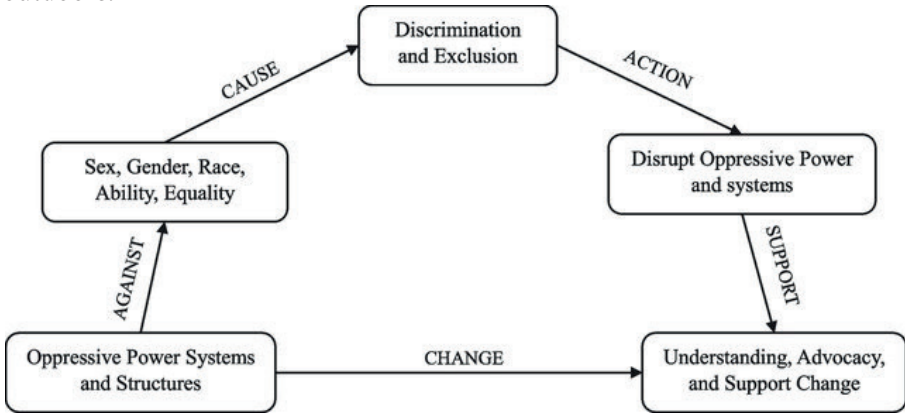 Discrimination
and Exclusion
CAUSE
ACTION
Sex, Gender, Race,
Ability, Equality
Disrupt Oppressive Power
and systems
AGAINST
SUPPORT
Oppressive Power Systems
and Structures
CHANGE
Understanding, Advocacy,
and Support Change